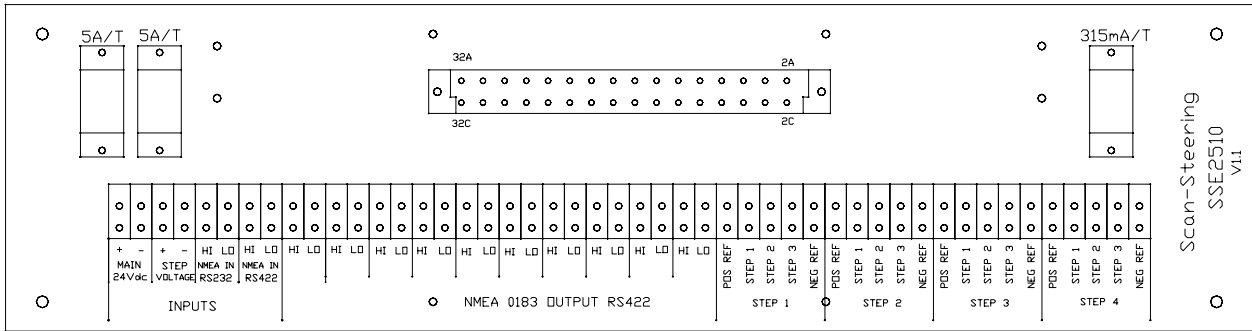 5A/T 5A/T 315mA/T
32A 2A
32C 2C
Scan-Steering
SSE2510
V1.1
+ - + - HI LO HI LO HI LO HI LO HI LO HI LO HI LO HI LO HI LO HI LO HI LO HI LO
MAIN
24Vdc
STEP
VOLTAGE
NMEA IN
RS232
NMEA IN
RS422
POS REF
STEP 1
STEP 2
STEP 3
NEG REF
POS REF
STEP 1
STEP 2
STEP 3
NEG REF
POS REF
STEP 1
STEP 2
STEP 3
NEG REF
POS REF
STEP 1
STEP 2
STEP 3
NEG REF
INPUTS
NMEA 0183 OUTPUT RS422
STEP 1
STEP 2
STEP 3
STEP 4